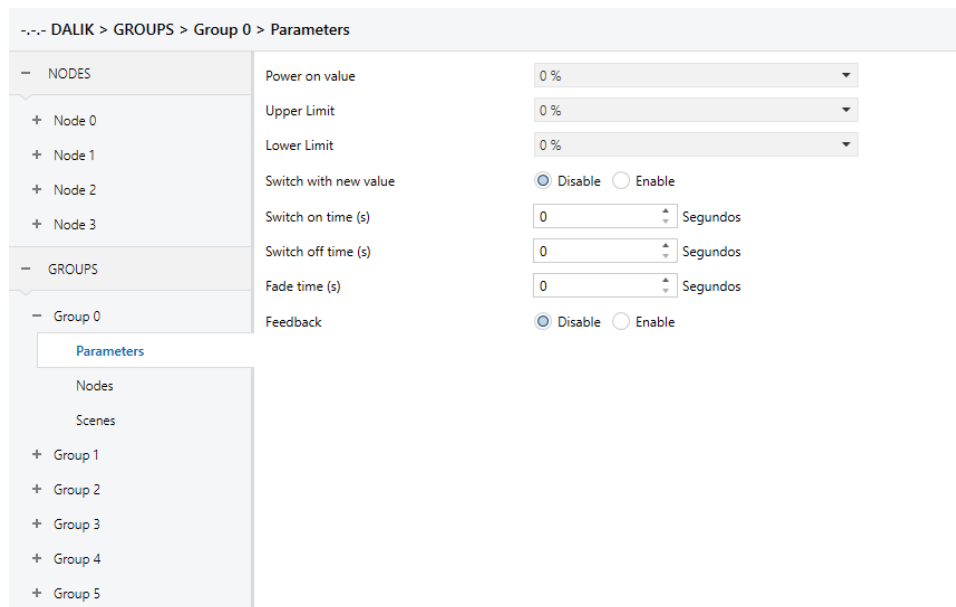 -.-.- DALIK > GROUPS > Group 0 > Parameters
NODES
Node 0
Node 1
Node 2
Node 3
GROUPS
Group 0
Parameters
Nodes
Scenes
Group 1
Group 2
Group 3
Group 4
Group 5
Power on value 0 %
Upper Limit 0 %
Lower Limit 0 %
Switch with new value Disable Enable
Switch on time (s) 0 Segundos
Switch off time (s) 0 Segundos
Fade time (s) 0 Segundos
Feedback Disable Enable